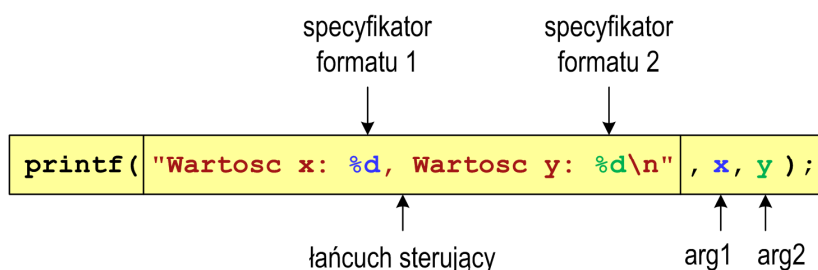 specyfikator formatu 1
specyfikator formatu 2
printf("Wartosc x: %d, Wartosc y: %d\n", x, y );
łańcuch sterujący
arg1
arg2